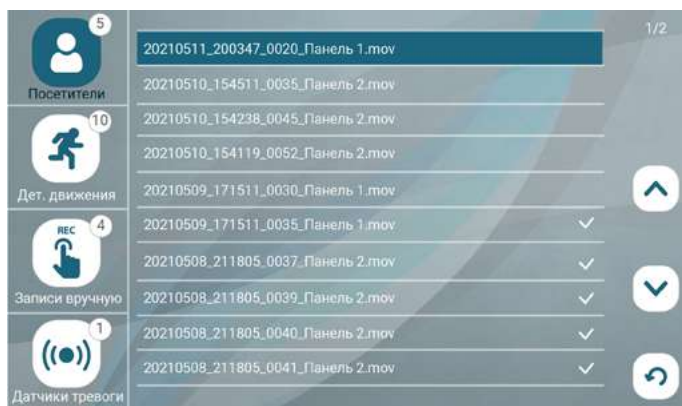 5
Посетители
10
Дет. движения
REC
4
Записи вручную
1
Датчики тревоги
1/2
20210511_200347_0020_Панель 1.mov
20210510_154511_0035_Панель 2.mov
20210510_154238_0045_Панель 2.mov
20210510_154119_0052_Панель 2.mov
20210509_171511_0030_Панель 1.mov
20210509_171511_0035_Панель 1.mov
20210508_211805_0037_Панель 2.mov
20210508_211805_0039_Панель 2.mov
20210508_211805_0040_Панель 2.mov
20210508_211805_0041_Панель 2.mov